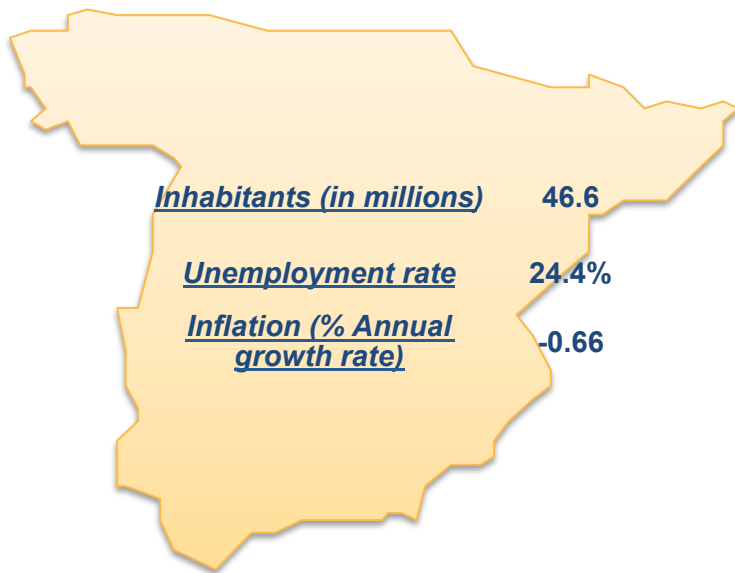 Inhabitants (in millions) 46.6
Unemployment rate 24.4%
Inflation (% Annual
growth rate) -0.66